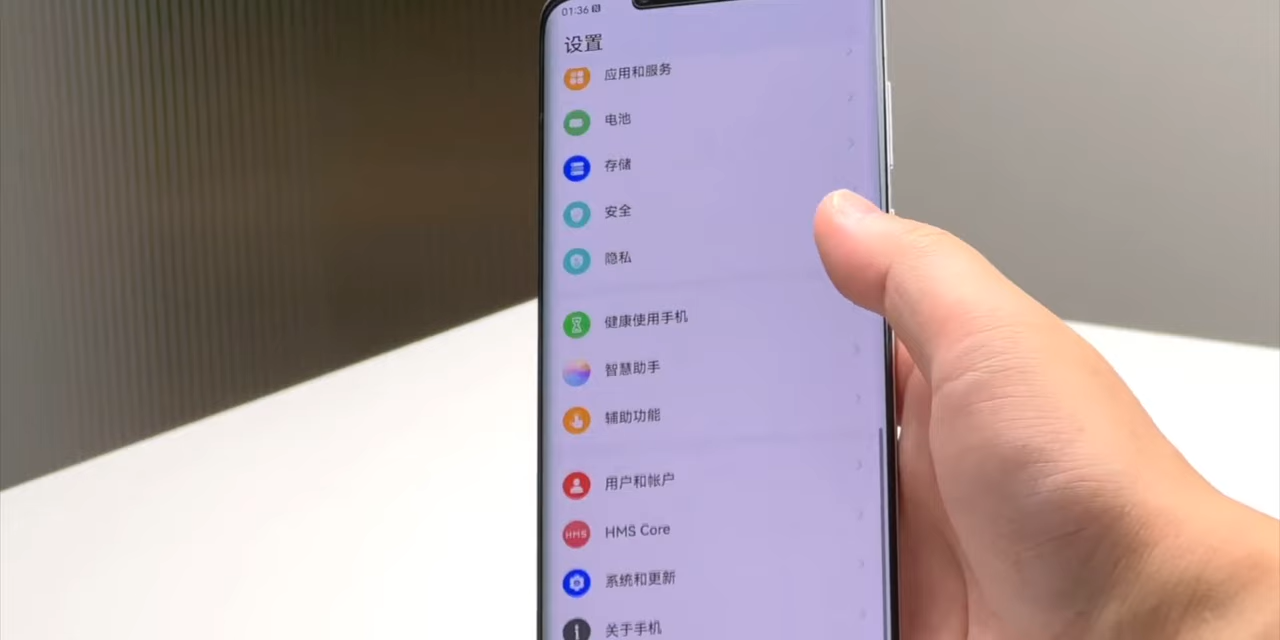 01:36
设置
应用和服务
电池
存储
安全
隐私
健康使用手机
智慧助手
辅助功能
用户和帐户
HMS HMS Core
系统和更新
关于手机